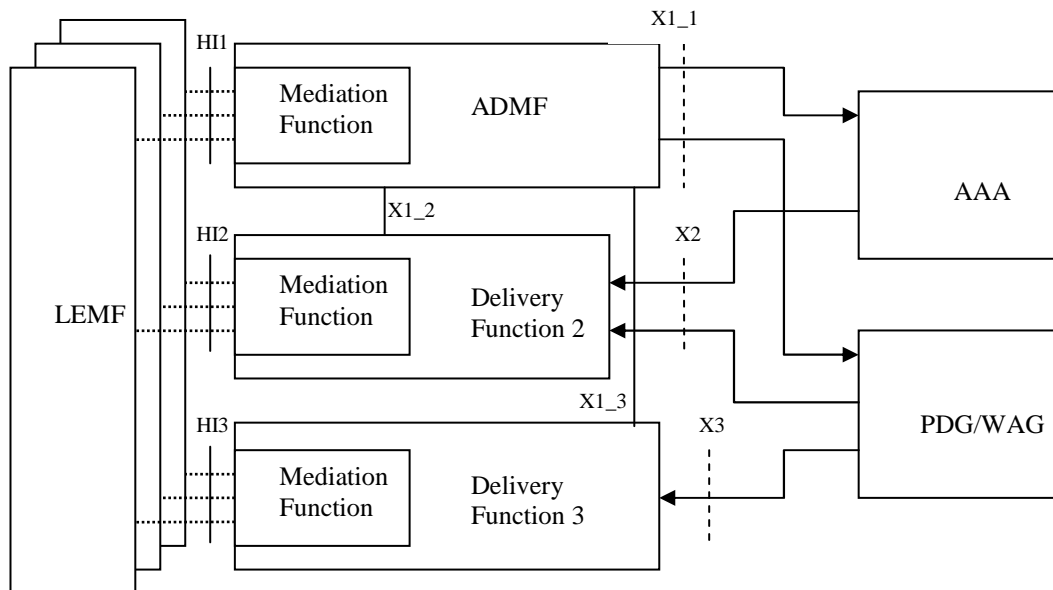 X1_1
HI1
Mediation
Function
ADMF
AAA
X1_2
HI2
X2
Mediation
Function
Delivery
Function 2
LEMF
X1_3
HI3
X3
PDG/WAG
Mediation
Function
Delivery
Function 3